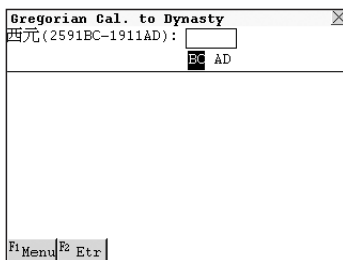 Gregorian Cal. to Dynasty
西元(2591BC-1911AD):
BC AD
F1 Menu F2 Etr